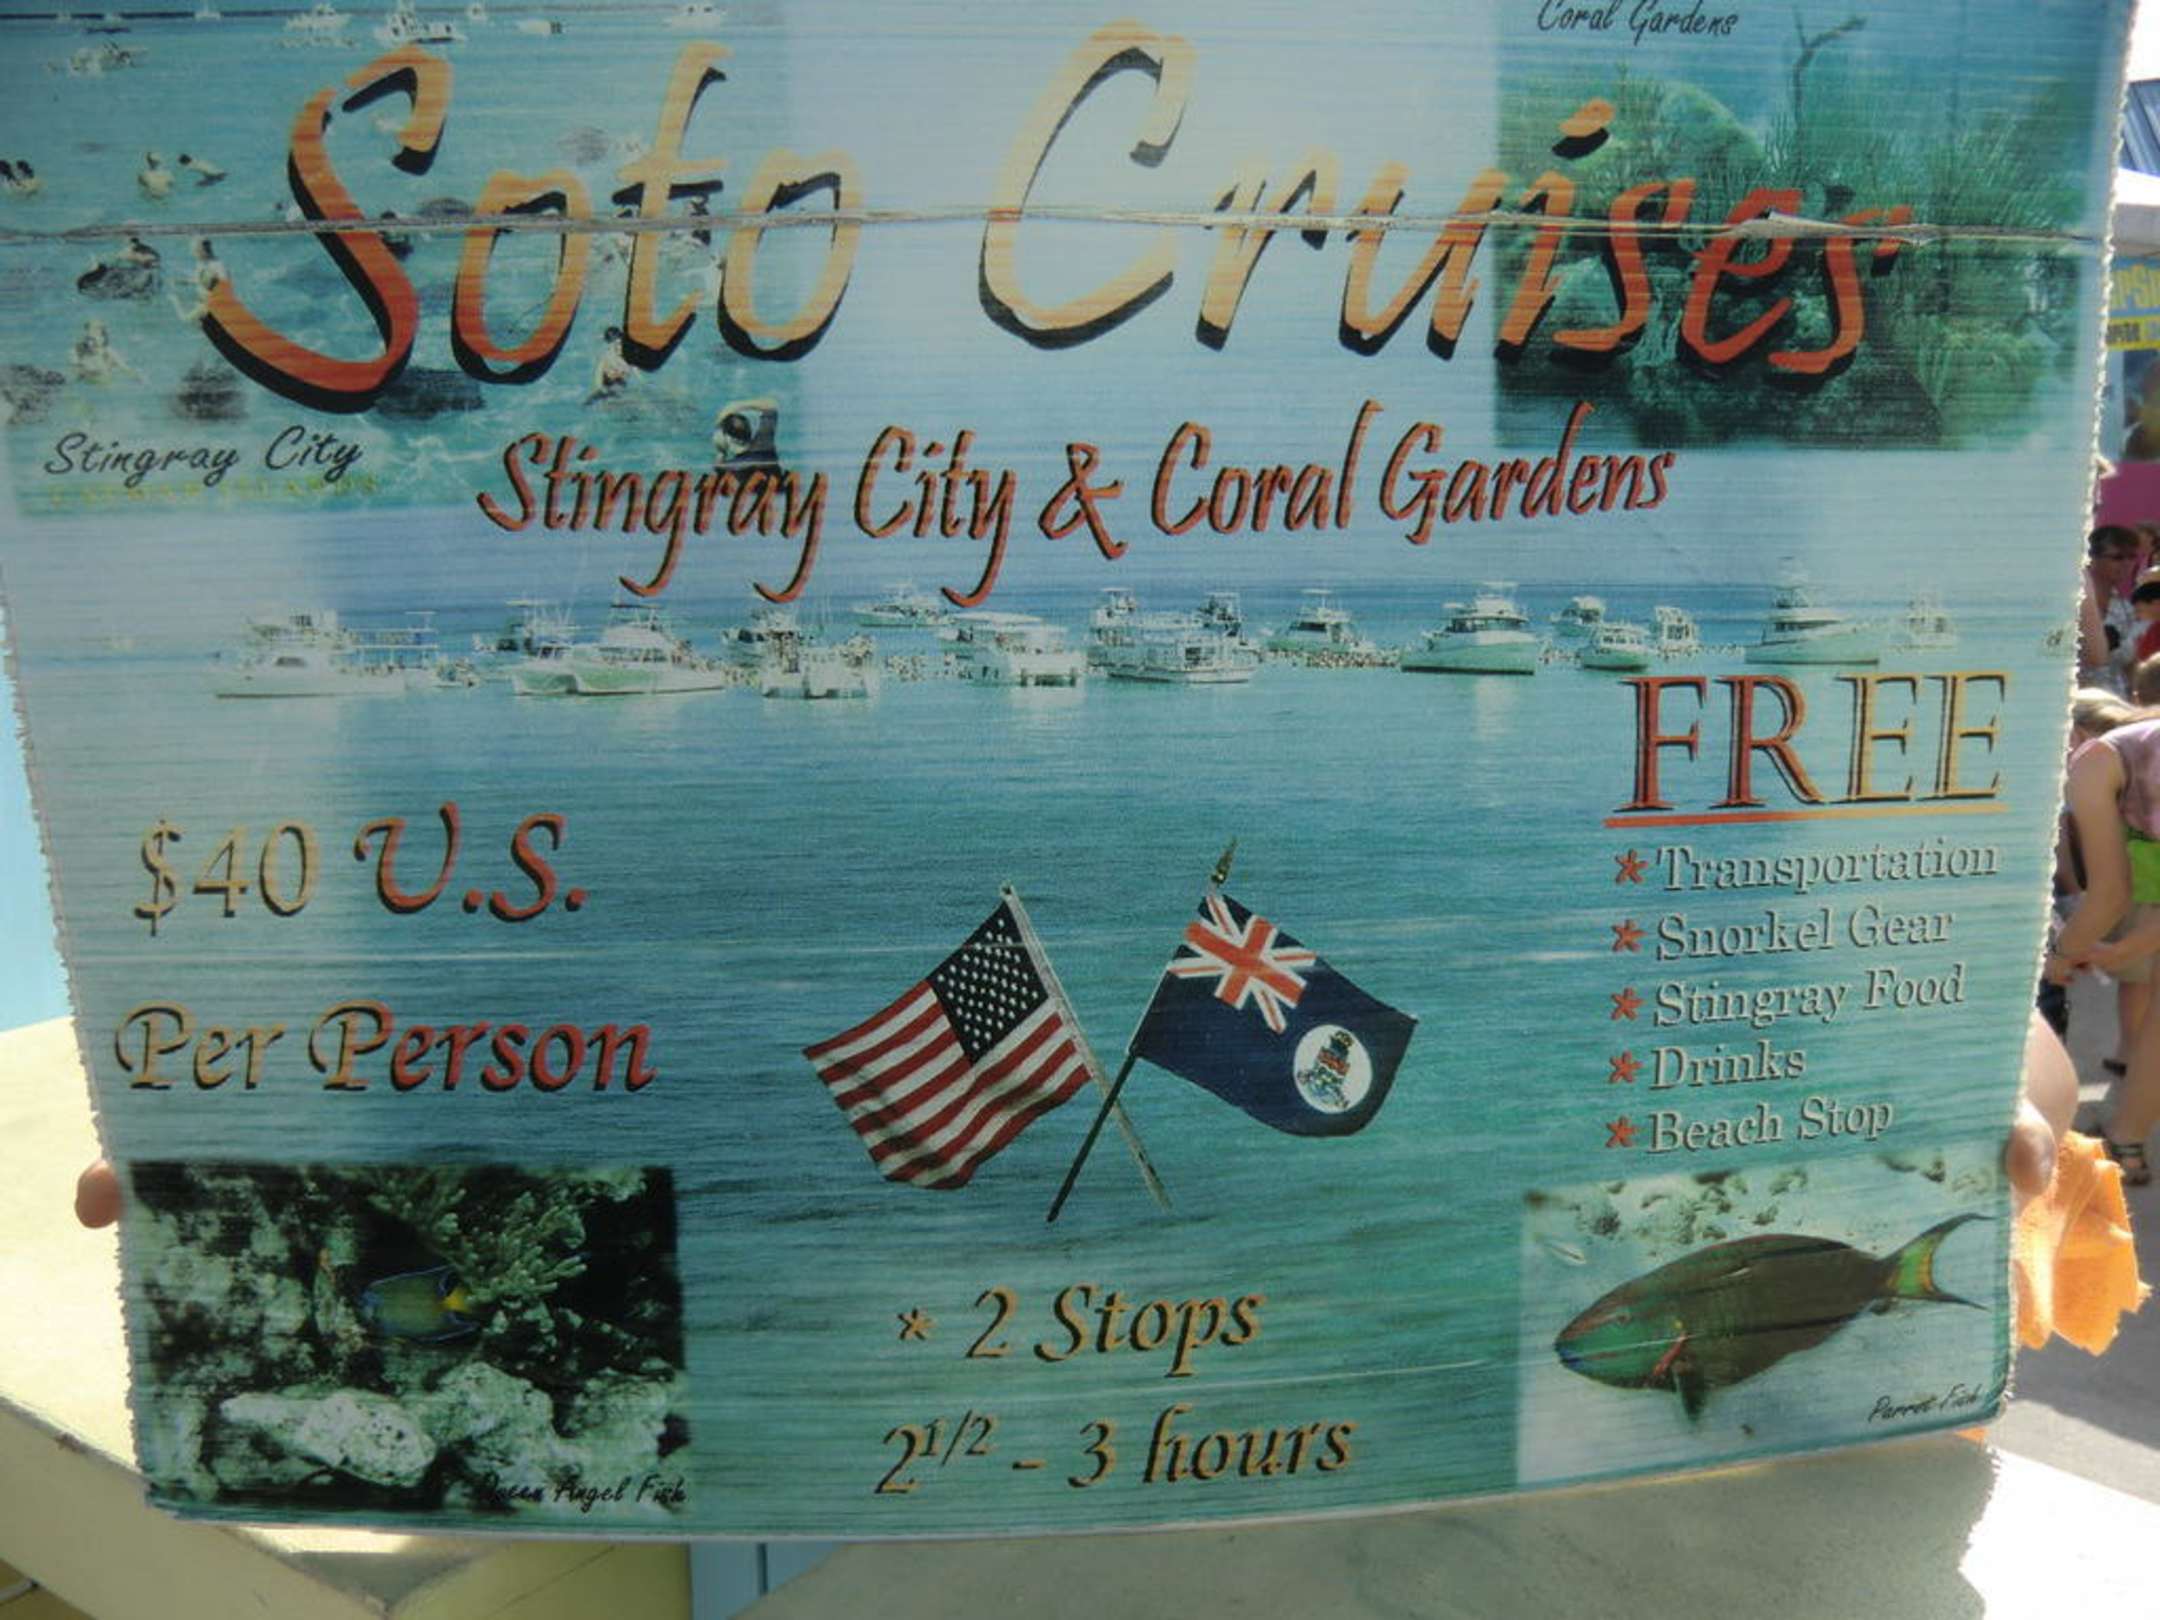 Coral Gardens
Soto Cruises
Stingray City
Stingray City & Coral Gardens
FREE
$40 U.S.
Per Person
* Transportation
* Snorkel Gear
* Stingray Food
* Drinks
* Beach Stop
* 2 Stops
2 1/2 - 3 hours
Parrot Fish
Queen Angel Fish